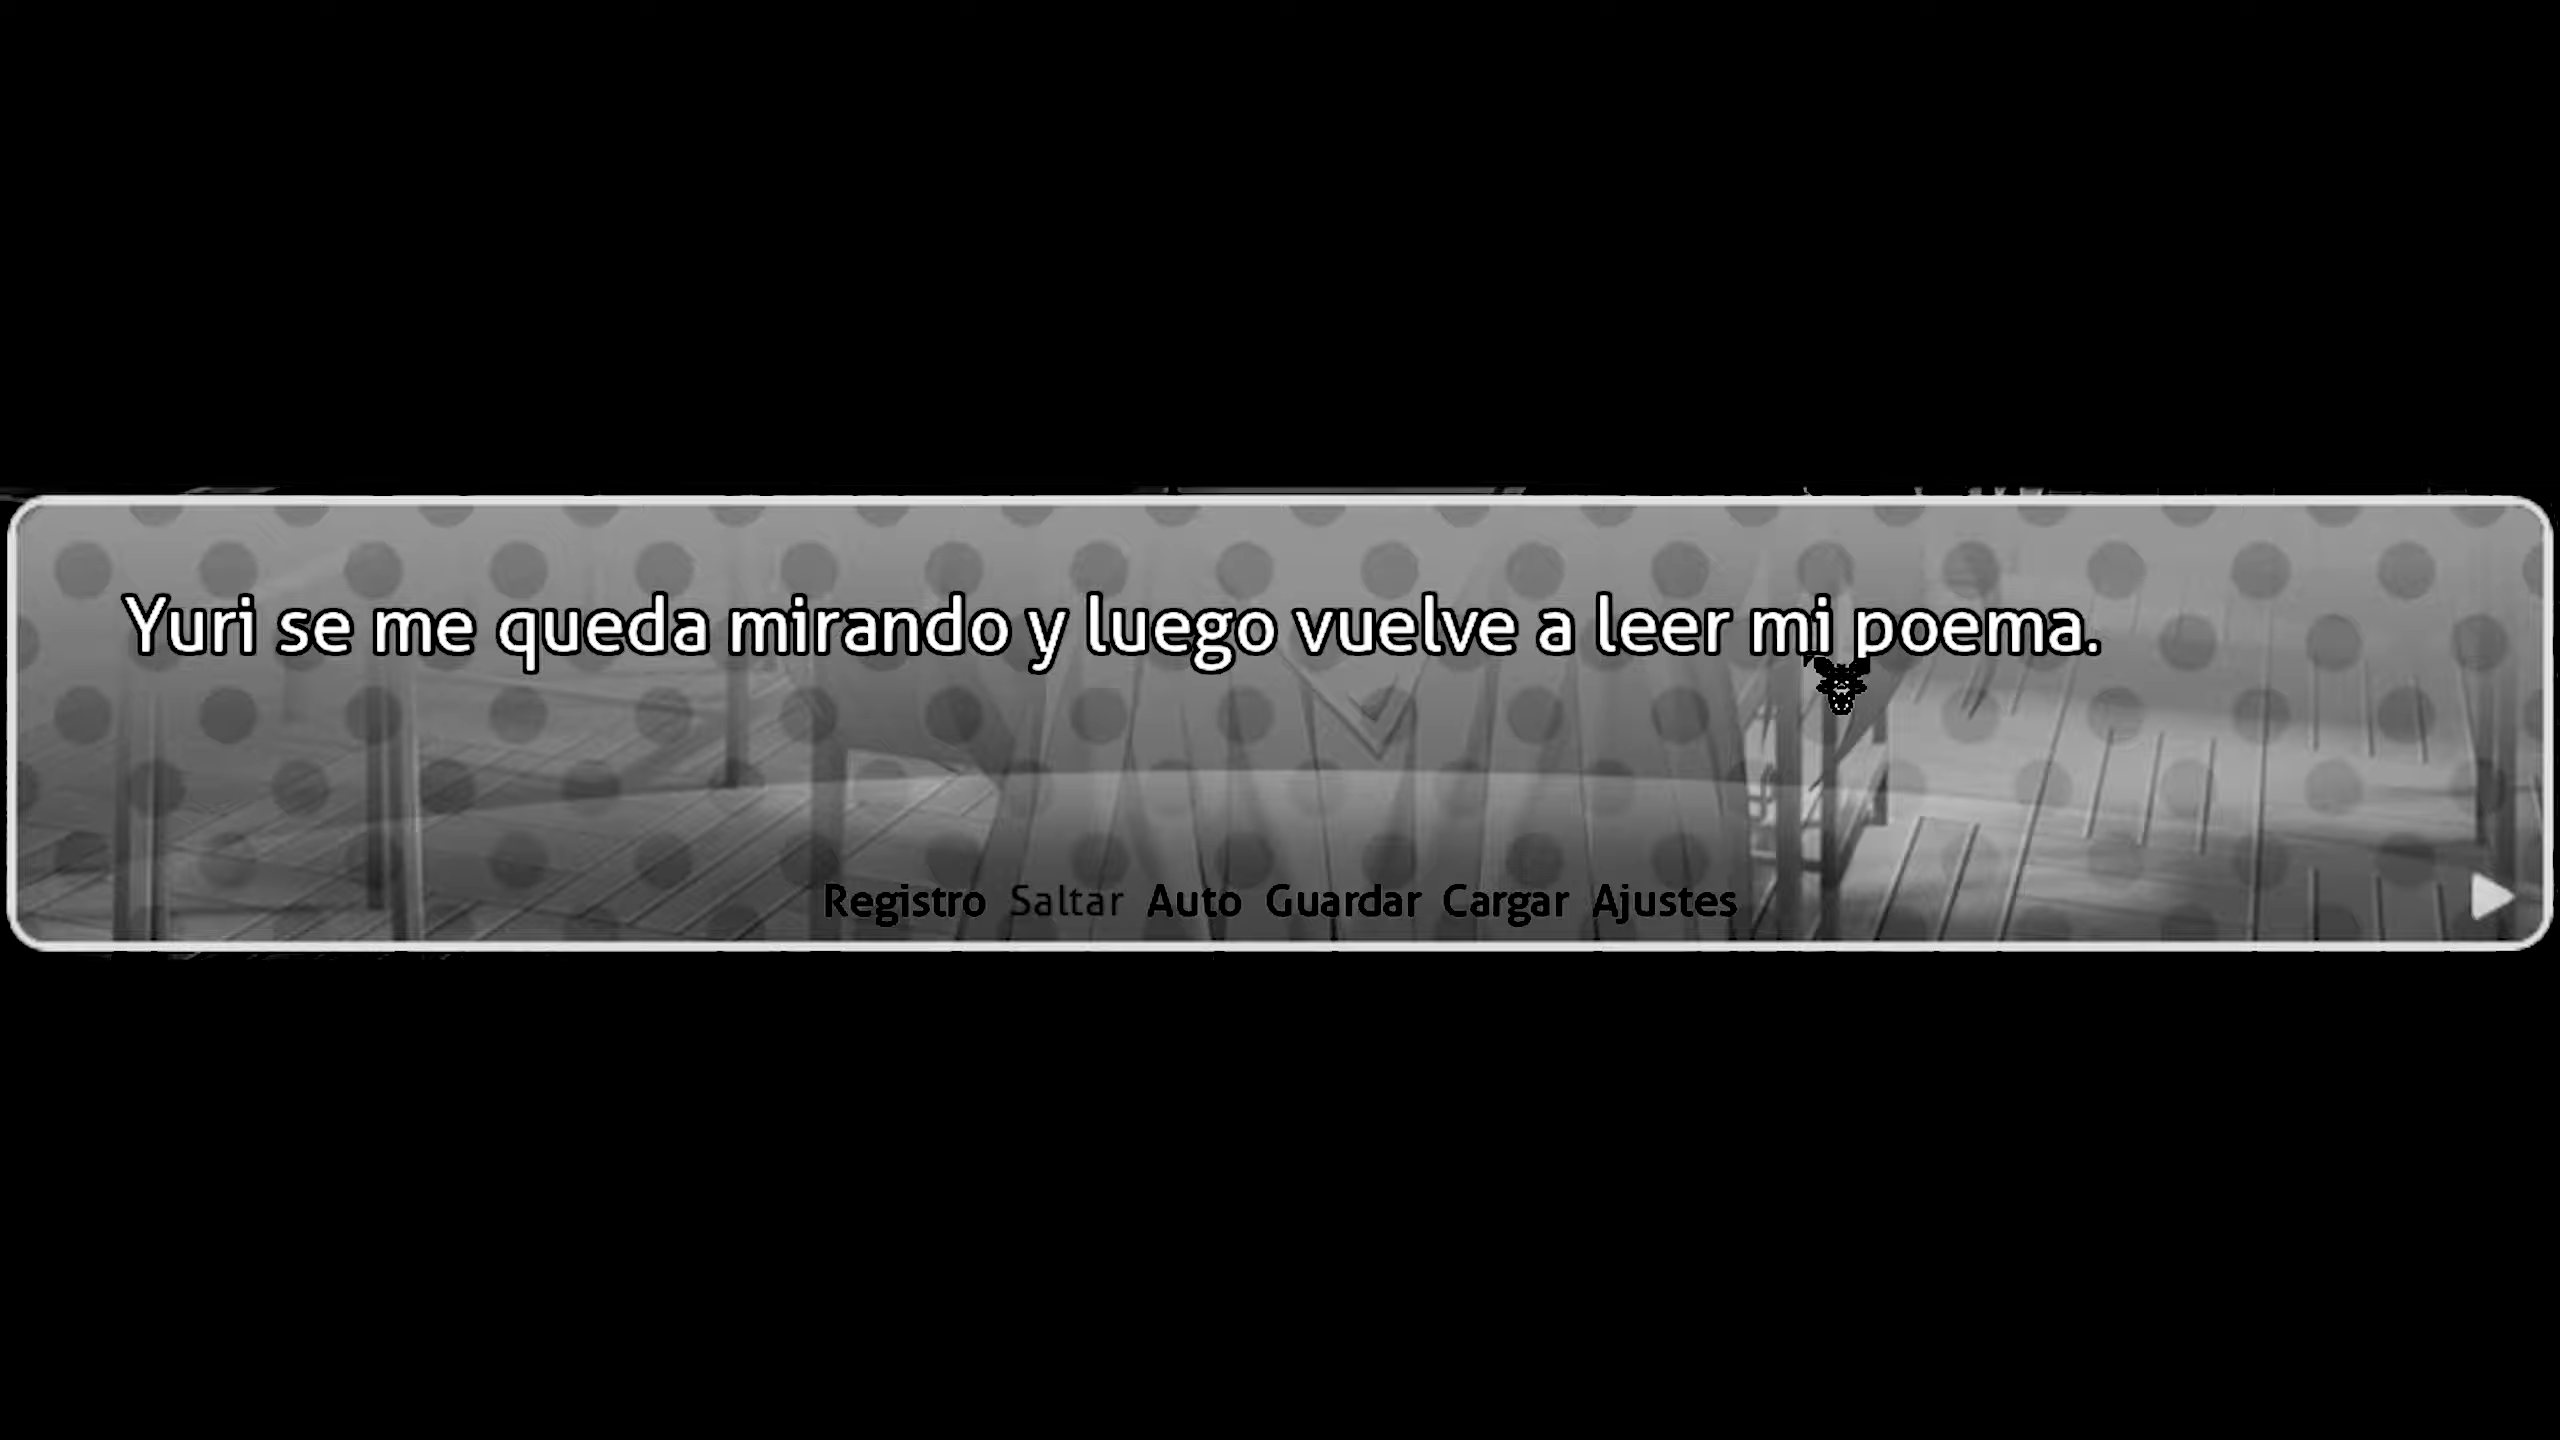 Yuri se me queda mirando y luego vuelve a leer mi poema.
Registro Saltar Auto Guardar Cargar Ajustes